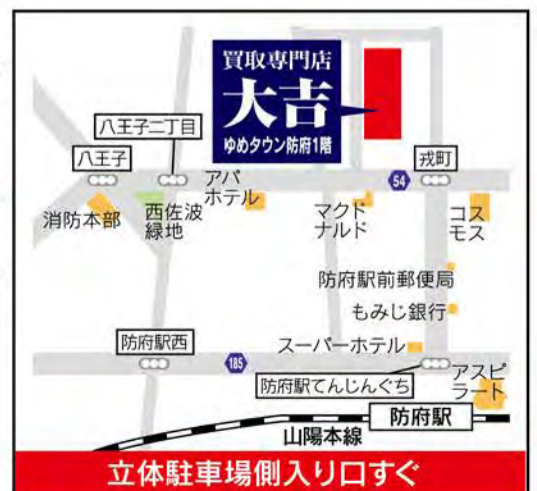 買取専門店
大吉
ゆめタウン防府1階
八王子二丁目
八王子
戎町
54
アパ
ホテル
消防本部
西佐波
緑地
マクド
ナルド
コス
モス
防府駅前郵便局
もみじ銀行
防府駅西
スーパーホテル
185
防府駅てんじんぐち
アスピ
ラート
防府駅
山陽本線
立体駐車場側入り口すぐ